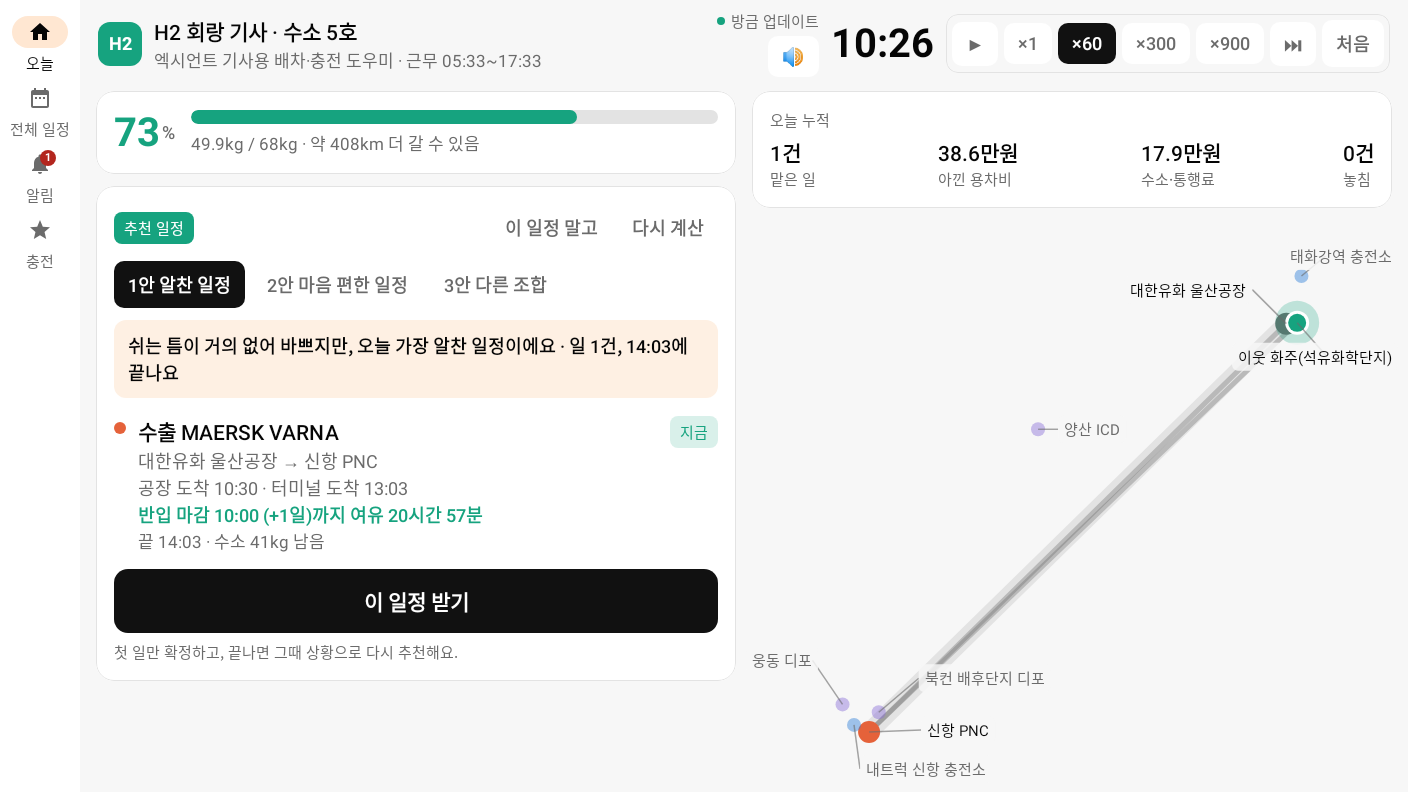 오늘
전체 일정
1
알림
충전
H2
H2 회랑 기사 · 수소 5호
엑시언트 기사용 배차·충전 도우미 · 근무 05:33~17:33
방금 업데이트
10:26
×1
×60
×300
×900
처음
73%
49.9kg / 68kg · 약 408km 더 갈 수 있음
추천 일정
이 일정 말고
다시 계산
1안 알찬 일정
2안 마음 편한 일정
3안 다른 조합
쉬는 틈이 거의 없어 바쁘지만, 오늘 가장 알찬 일정이에요 · 일 1건, 14:03에
끝나요
수출 MAERSK VARNA
지금
대한유화 울산공장 → 신항 PNC
공장 도착 10:30 · 터미널 도착 13:03
반입 마감 10:00 (+1일)까지 여유 20시간 57분
끝 14:03 · 수소 41kg 남음
이 일정 받기
첫 일만 확정하고, 끝나면 그때 상황으로 다시 추천해요.
오늘 누적
1건
38.6만원
17.9만원
0건
맡은 일
아낀 용차비
수소·통행료
놓침
태화강역 충전소
대한유화 울산공장
이웃 화주(석유화학단지)
양산 ICD
웅동 디포
북컨 배후단지 디포
신항 PNC
내트럭 신항 충전소